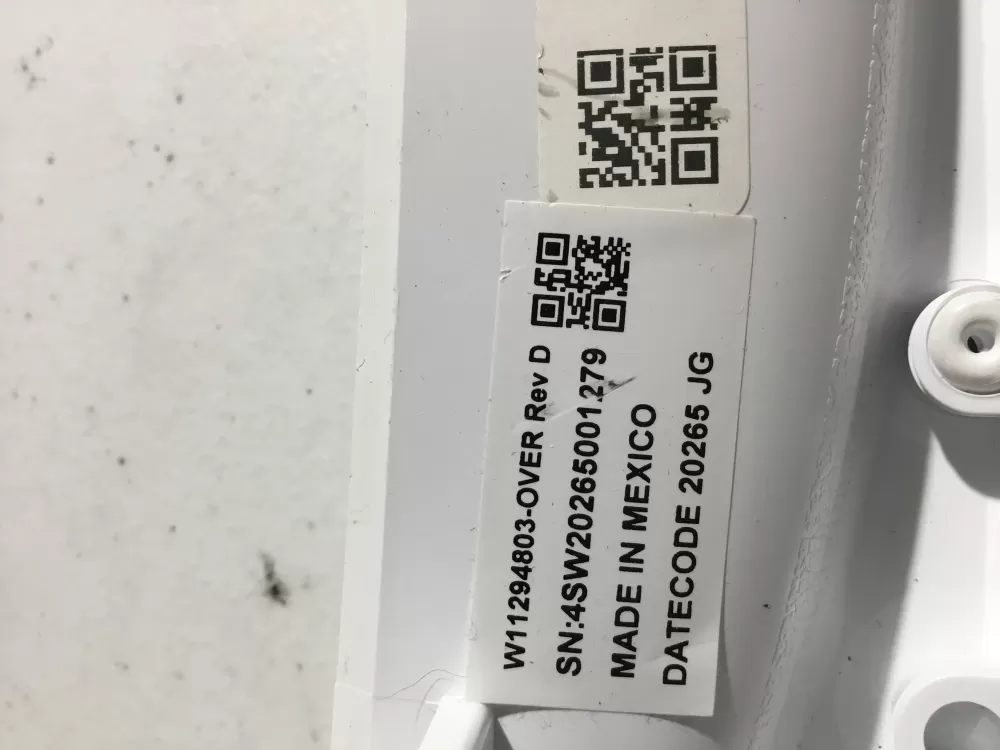 W11294803-OVER Rev D
SN:4SW20265001279
MADE IN MEXICO
DATECODE 20265 JG